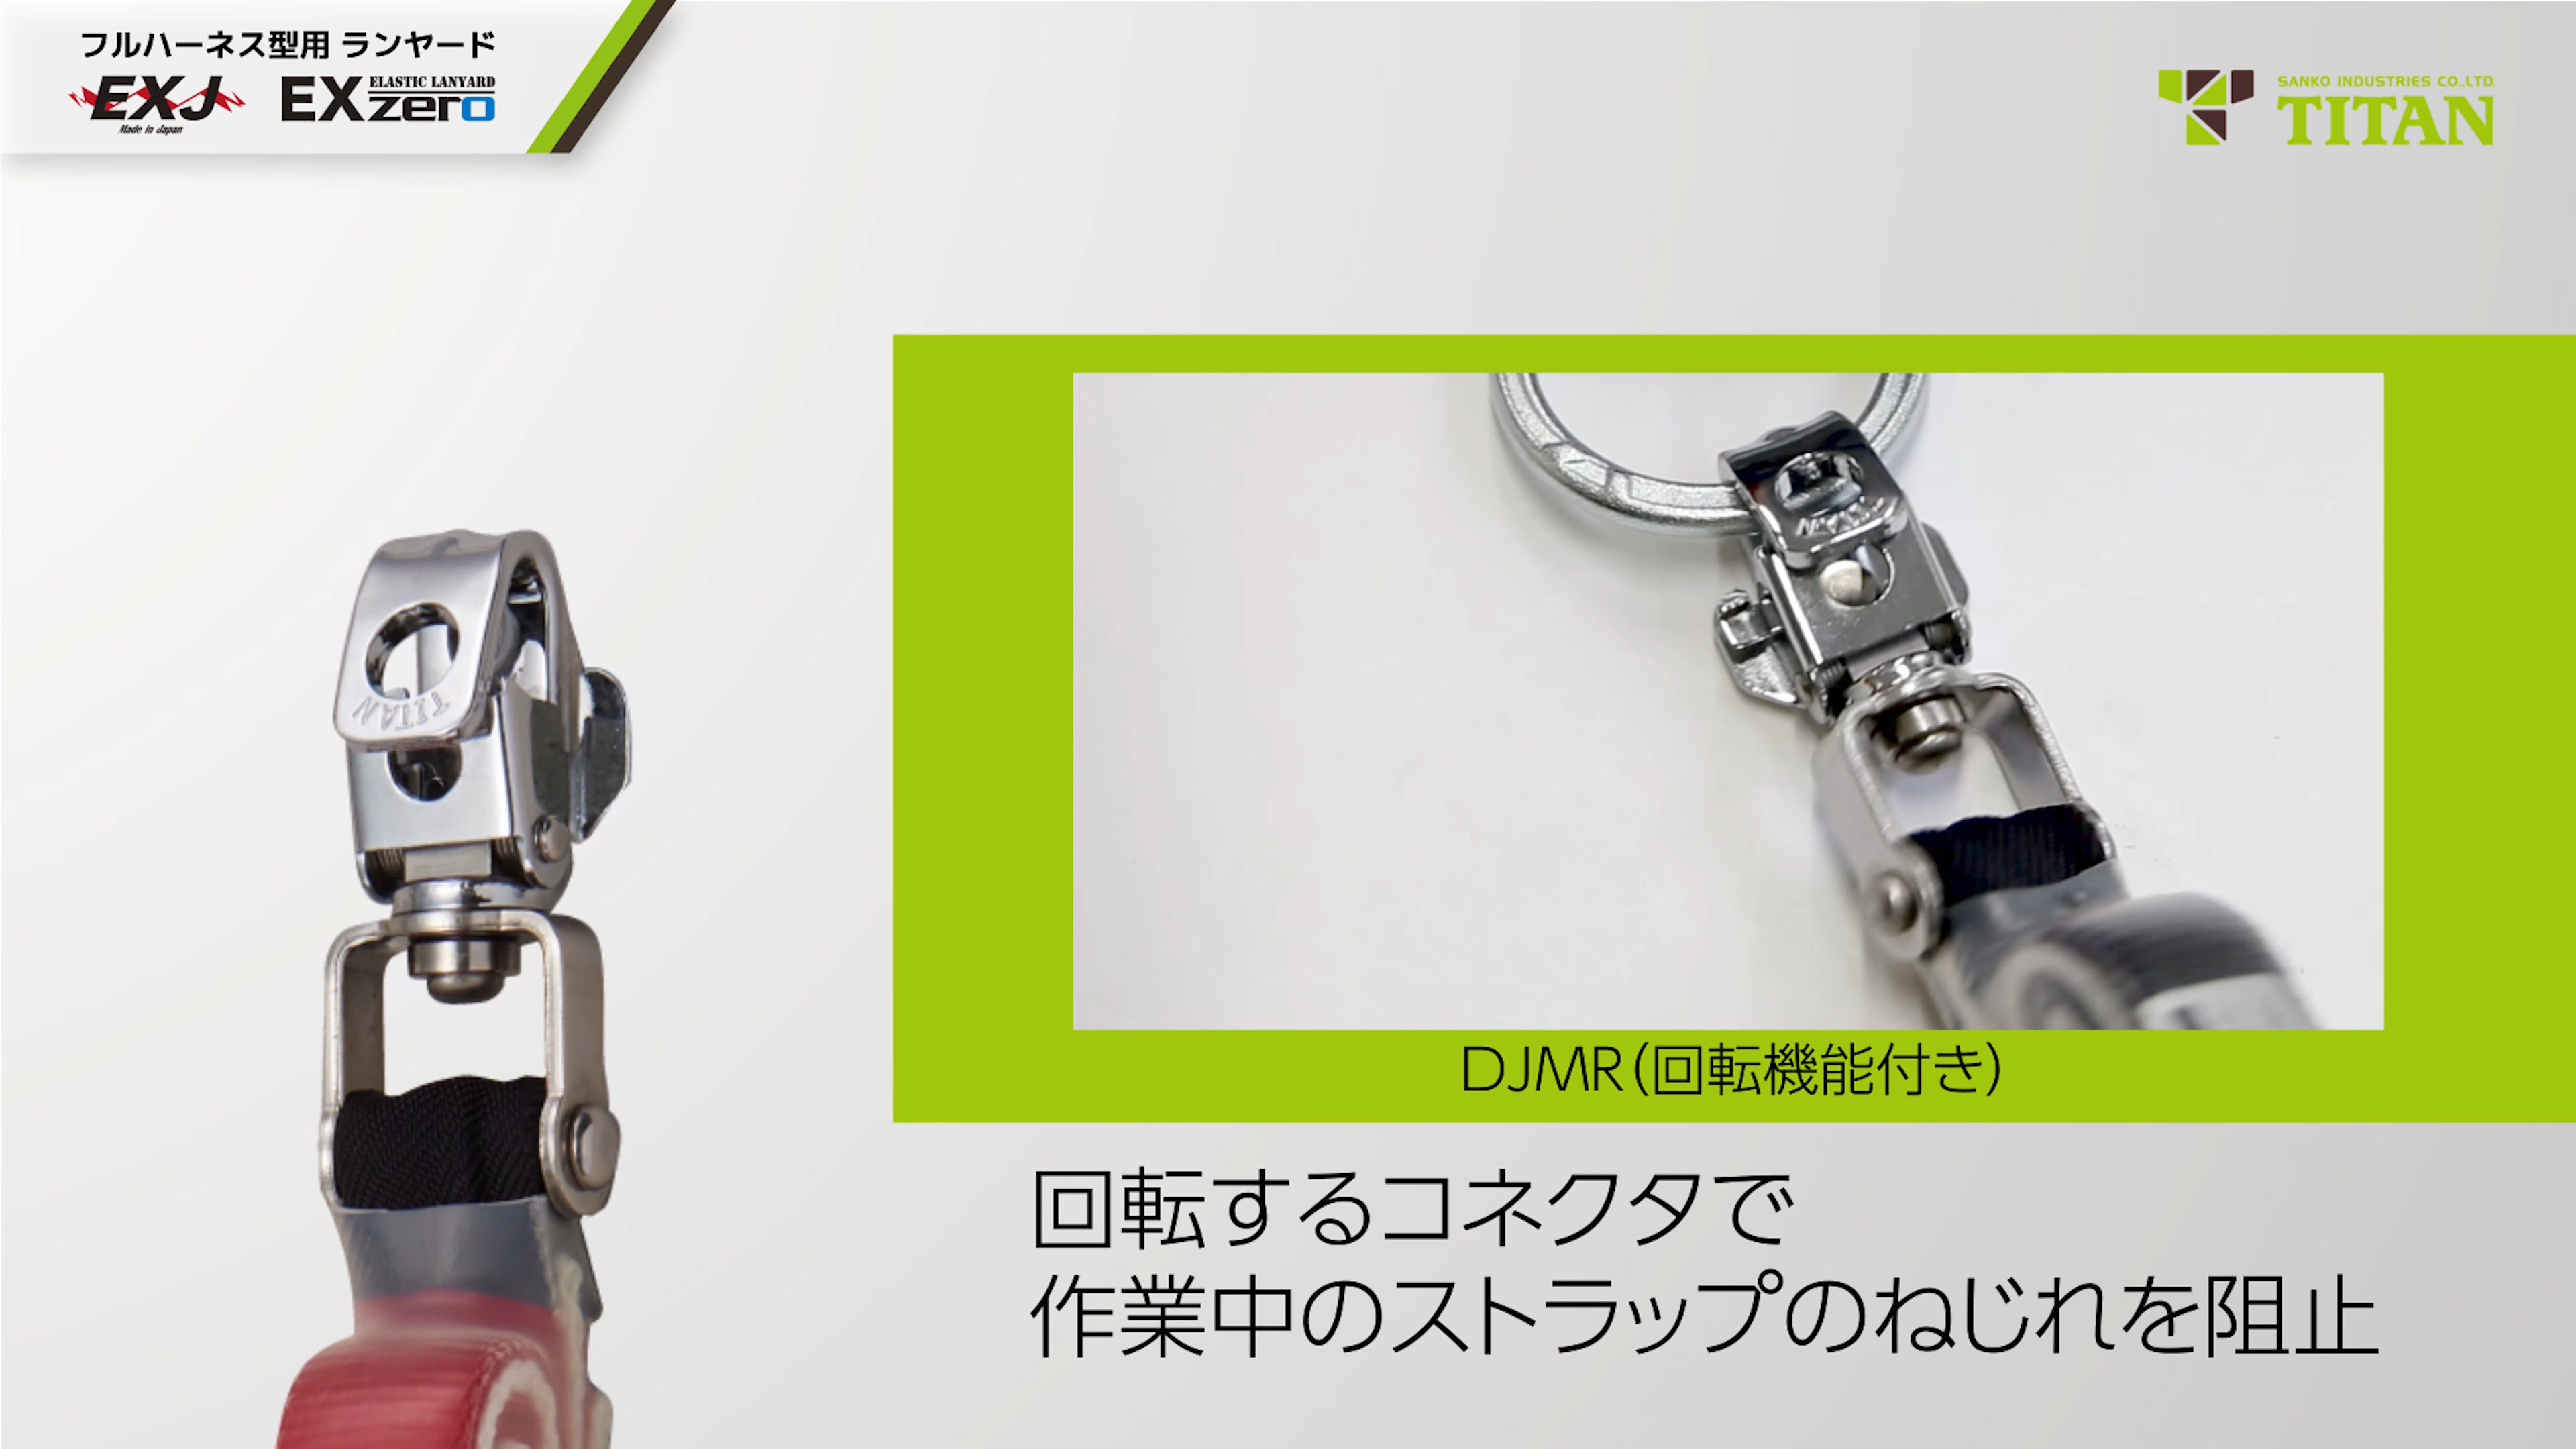 フルハーネス型用 ランヤード
EXJ
Made in Japan
EXzero
ELASTIC LANYARD
SANKO INDUSTRIES CO.,LTD.
TITAN
TITAN
TITAN
DJMR(回転機能付き)
回転するコネクタで
作業中のストラップのねじれを阻止